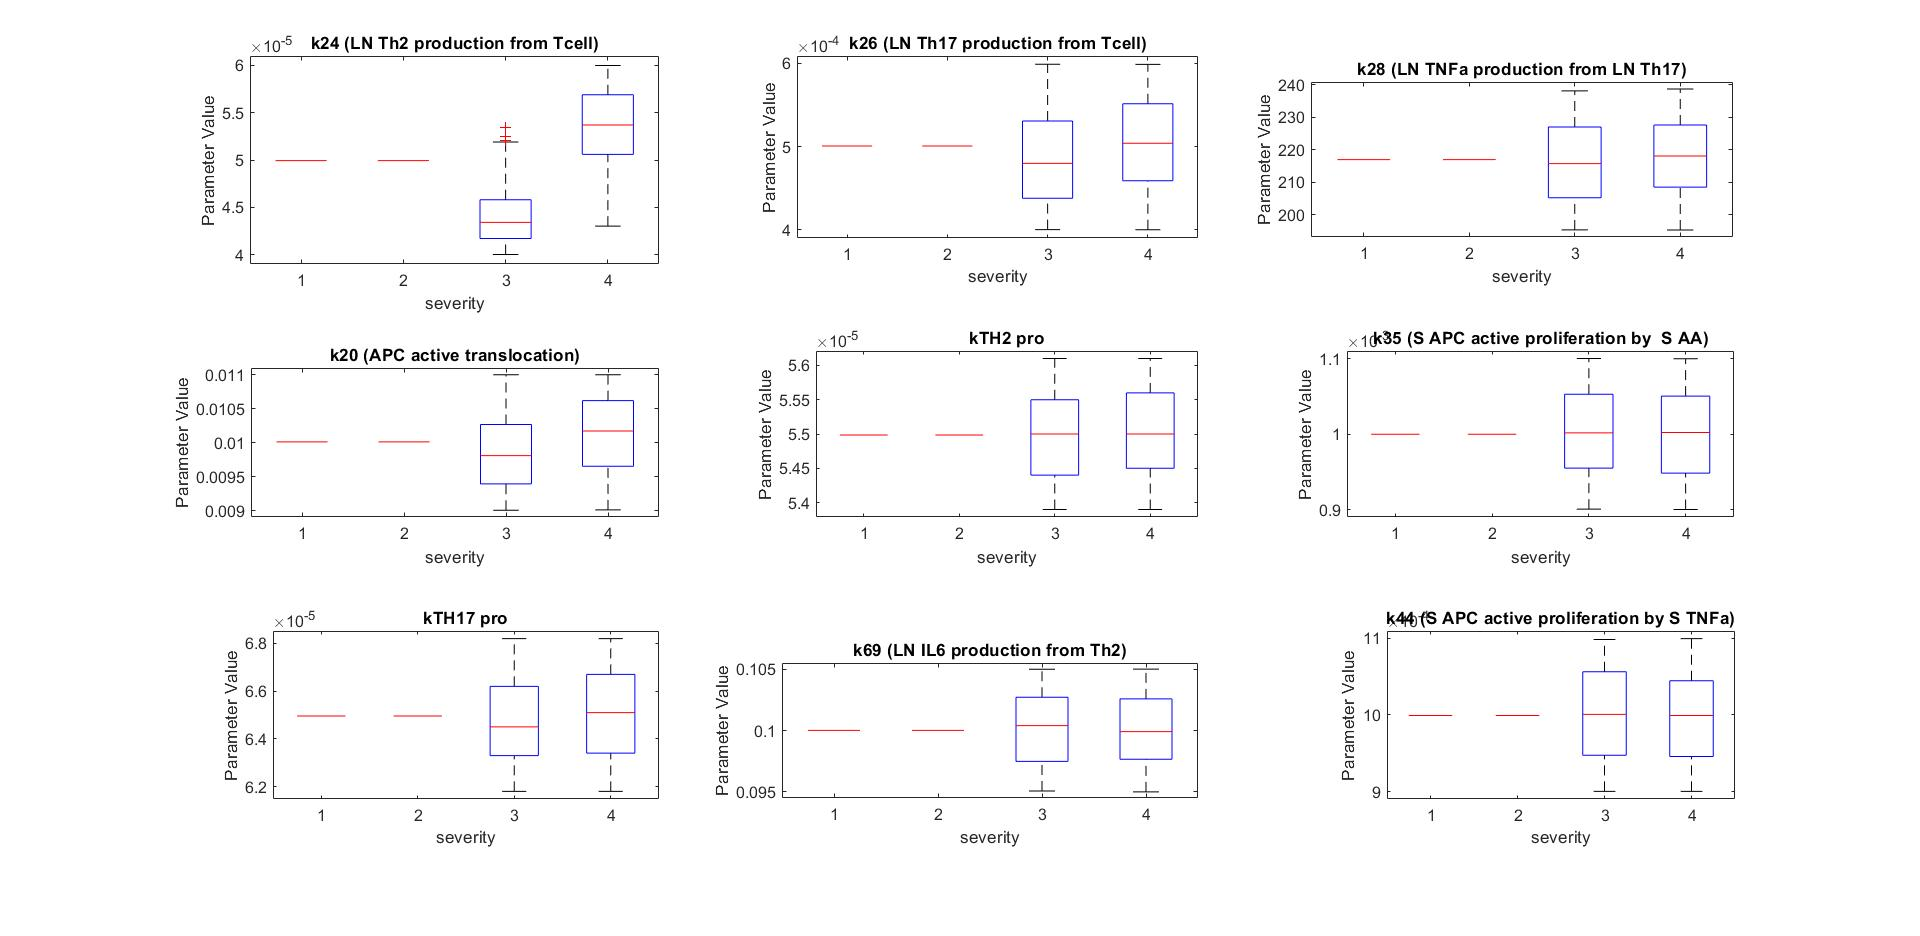 ×10-5 k24 (LN Th2 production from Tcell)
6
5.5
5
4.5
4
Parameter Value
1 2 3 4
severity
×10-4 k26 (LN Th17 production from Tcell)
6
5
4
Parameter Value
1 2 3 4
severity
k28 (LN TNFa production from LN Th17)
240
230
220
210
200
Parameter Value
1 2 3 4
severity
k20 (APC active translocation)
0.011
0.0105
0.01
0.0095
0.009
Parameter Value
1 2 3 4
severity
×10-5 kTH2 pro
5.6
5.55
5.5
5.45
5.4
Parameter Value
1 2 3 4
severity
k35 (S APC active proliferation by S AA)
1.1
1
0.9
Parameter Value
1 2 3 4
severity
×10-5 kTH17 pro
6.8
6.6
6.4
6.2
Parameter Value
1 2 3 4
severity
k69 (LN IL6 production from Th2)
0.105
0.1
0.095
Parameter Value
1 2 3 4
severity
k44 (S APC active proliferation by S TNFa)
11
10
9
Parameter Value
1 2 3 4
severity